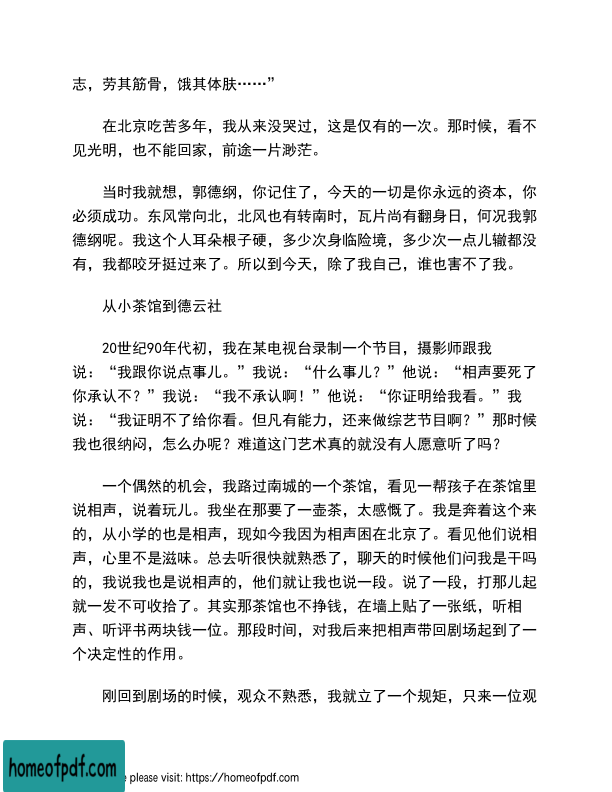 志，劳其筋骨，饿其体肤……”
在北京吃苦多年，我从来没哭过，这是仅有的一次。那时候，看不
见光明，也不能回家，前途一片渺茫。
当时我就想，郭德纲，你记住了，今天的一切是你永远的资本，你
必须成功。东风常向北，北风也有转南时，瓦片尚有翻身日，何况我郭
德纲呢。我这个人耳朵根子硬，多少次身临险境，多少次一点儿辙都没
有，我都咬牙挺过来了。所以到今天，除了我自己，谁也害不了我。
从小茶馆到德云社
20世纪90年代初，我在某电视台录制一个节目，摄影师跟我
说：“我跟你说点事儿。”我说：“什么事儿？”他说：“相声要死了
你承认不？”我说：“我不承认啊！”他说：“你证明给我看。”我
说：“我证明不了给你看。但凡有能力，还来做综艺节目啊？”那时候
我也很纳闷，怎么办呢？难道这门艺术真的就没有人愿意听了吗？
一个偶然的机会，我路过南城的一个茶馆，看见一帮孩子在茶馆里
说相声，说着玩儿。我坐在那要了一壶茶，太感慨了。我是奔着这个来
的，从小学的也是相声，现如今我因为相声困在北京了。看见他们说相
声，心里不是滋味。总去听很快就熟悉了，聊天的时候他们问我是干吗
的，我说我也是说相声的，他们就让我也说一段。说了一段，打那儿起
就一发不可收拾了。其实那茶馆也不挣钱，在墙上贴了一张纸，听相
声、听评书两块钱一位。那段时间，对我后来把相声带回剧场起到了一
个决定性的作用。
刚回到剧场的时候，观众不熟悉，我就立了一个规矩，只来一位观
homeofpdf.com
e please visit: https://homeofpdf.com